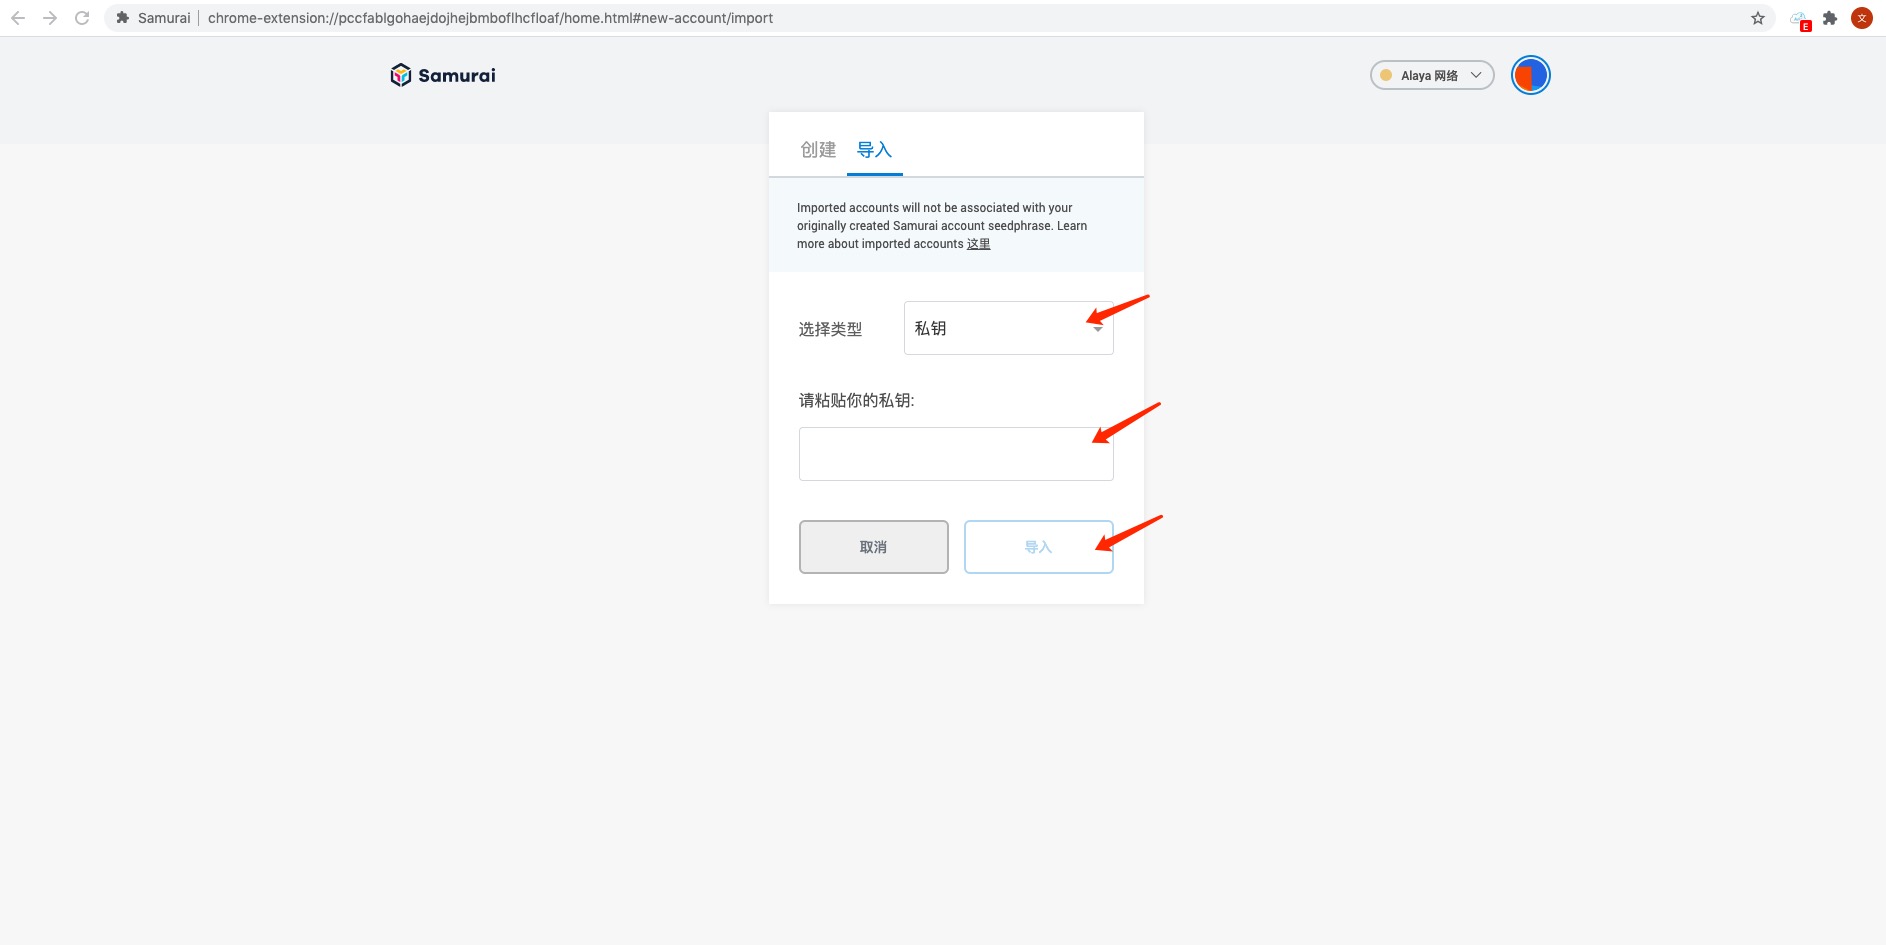 Samurai
chrome-extension://pccfablgohaejdojhejbmboflhcfloaf/home.html#new-account/import
E
文
Samurai
Alaya 网络
创建
导入
Imported accounts will not be associated with your
originally created Samurai account seedphrase. Learn
more about imported accounts 这里
选择类型
私钥
请粘贴你的私钥:
取消
导入